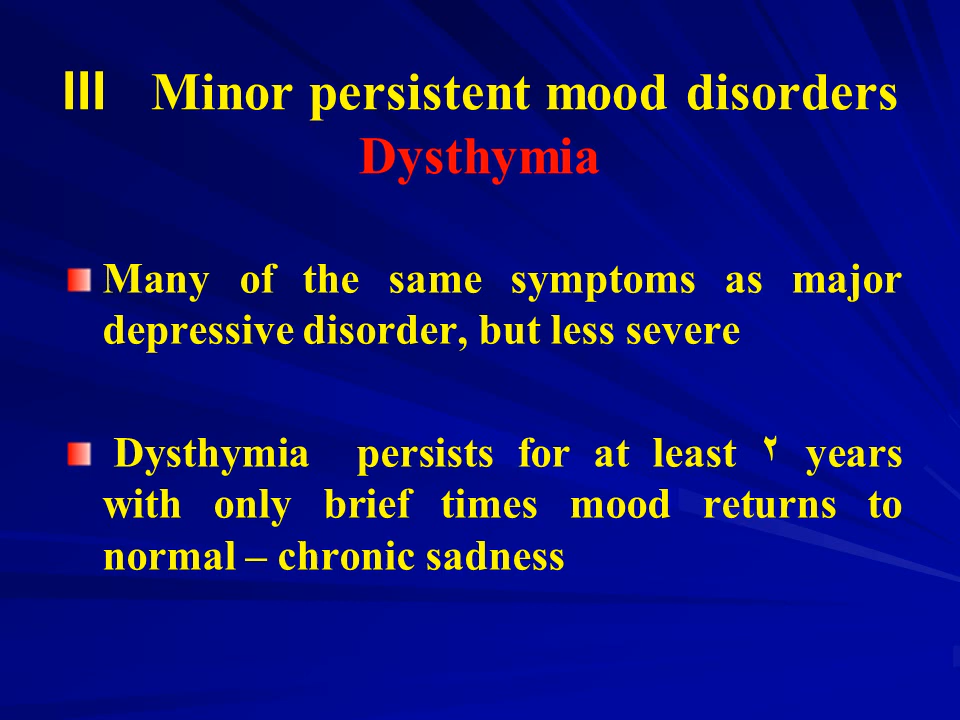 III Minor persistent mood disorders
Dysthymia
Many of the same symptoms as major
depressive disorder, but less severe
Dysthymia persists for at least ٢ years
with only brief times mood returns to
normal – chronic sadness